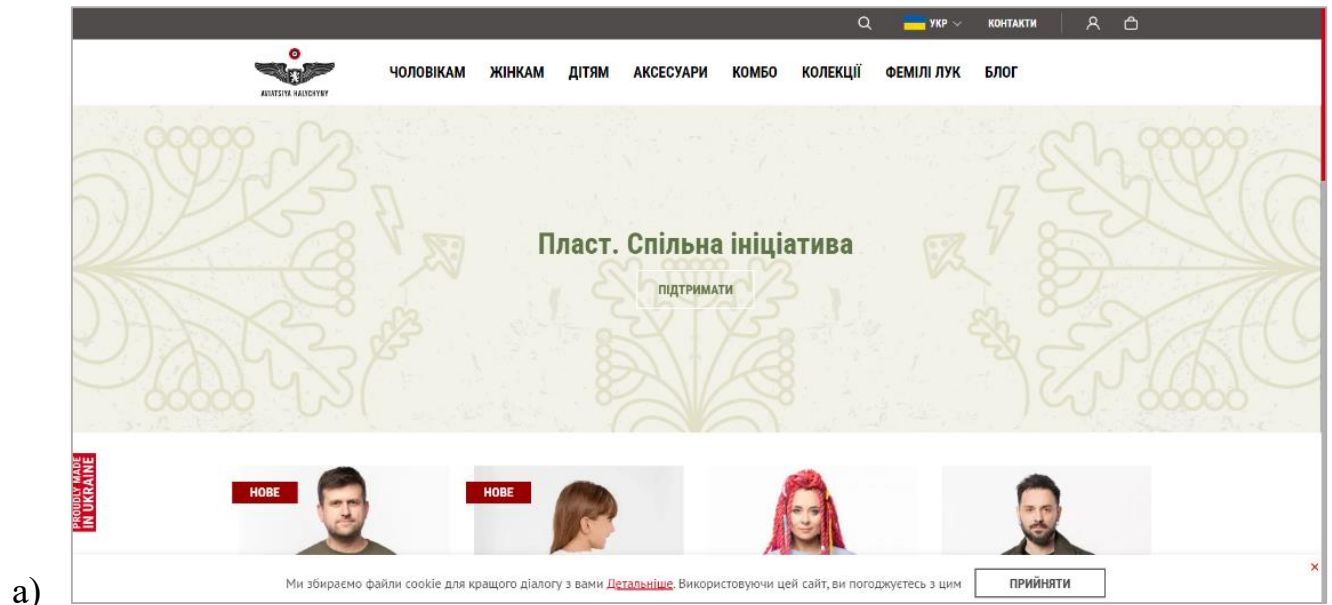 УКР
КОНТАКТИ
AVIATSIYA HALYCHYNY
ЧОЛОВІКАМ ЖІНКАМ ДІТЯМ АКСЕСУАРИ КОМБО КОЛЕКЦІЇ ФЕМІЛІ ЛУК БЛОГ
Пласт. Спільна ініціатива
ПІДТРИМАТИ
PROUDLY MADE
IN UKRAINE
НОВЕ
НОВЕ
Ми збираємо файли cookie для кращого діалогу з вами Детальніше. Використовуючи цей сайт, ви погоджуєтесь з цим
ПРИЙНЯТИ
×
а)